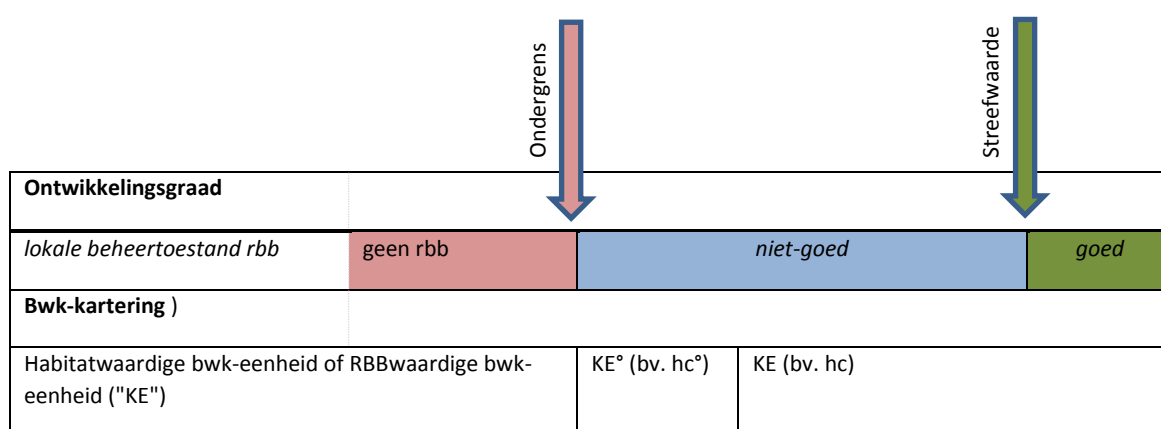 Ondergrens
Streefwaarde
Ontwikkelingsgraad
lokale beheertoestand rbb
geen rbb
niet-goed
goed
Bwk-kartering )
Habitatwaardige bwk-eenheid of RBBwaardige bwk-
eenheid ("KE")
KE° (bv. hc°)
KE (bv. hc)